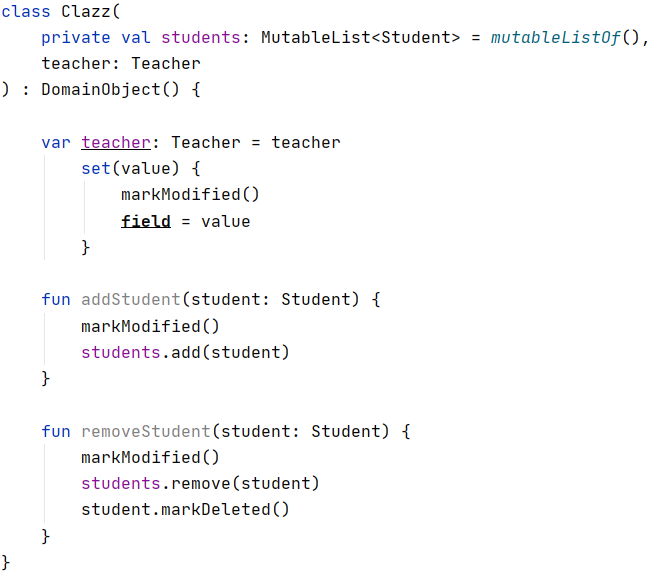 class Clazz(
    private val students: MutableList<Student> = mutableListOf(),
    teacher: Teacher
) : DomainObject() {

    var teacher: Teacher = teacher
        set(value) {
            markModified()
            field = value
        }

    fun addStudent(student: Student) {
        markModified()
        students.add(student)
    }

    fun removeStudent(student: Student) {
        markModified()
        students.remove(student)
        student.markDeleted()
    }
}